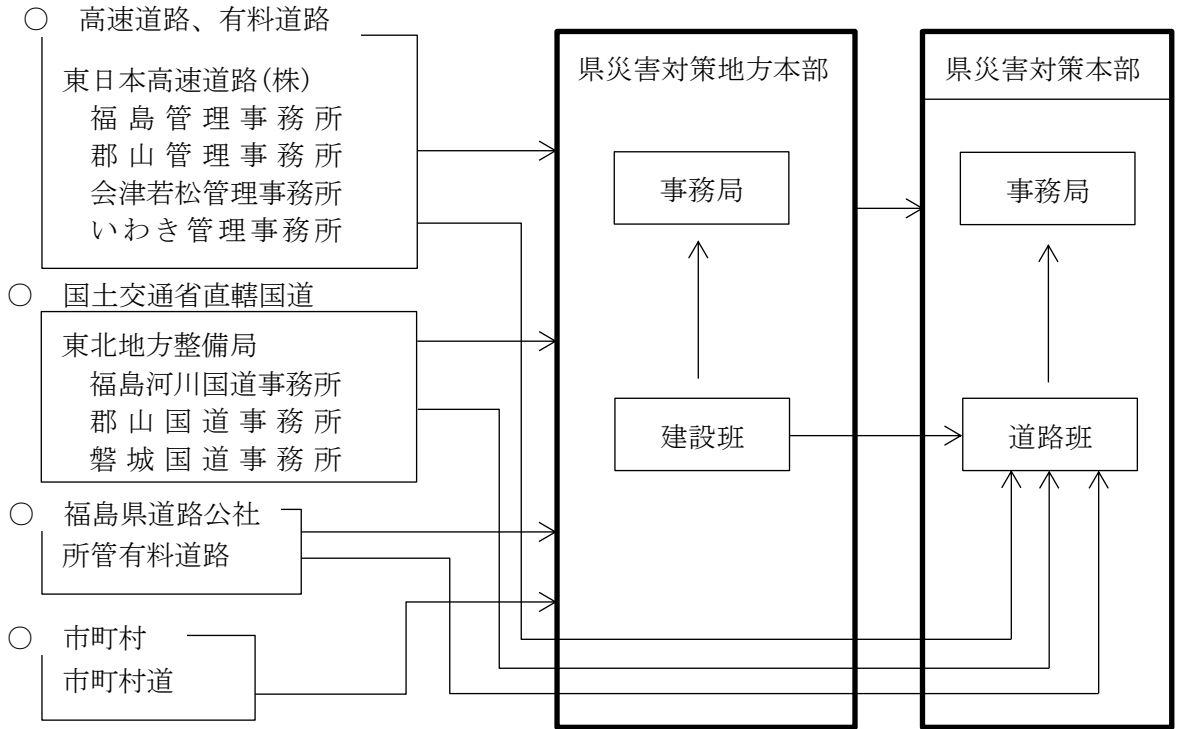 ○ 高速道路、有料道路
東日本高速道路(株)
福島管理事務所
郡山管理事務所
会津若松管理事務所
いわき管理事務所
○ 国土交通省直轄国道
東北地方整備局
福島河川国道事務所
郡山国道事務所
磐城国道事務所
○ 福島県道路公社
所管有料道路
○ 市町村
市町村道
県災害対策地方本部
事務局
建設班
県災害対策本部
事務局
道路班